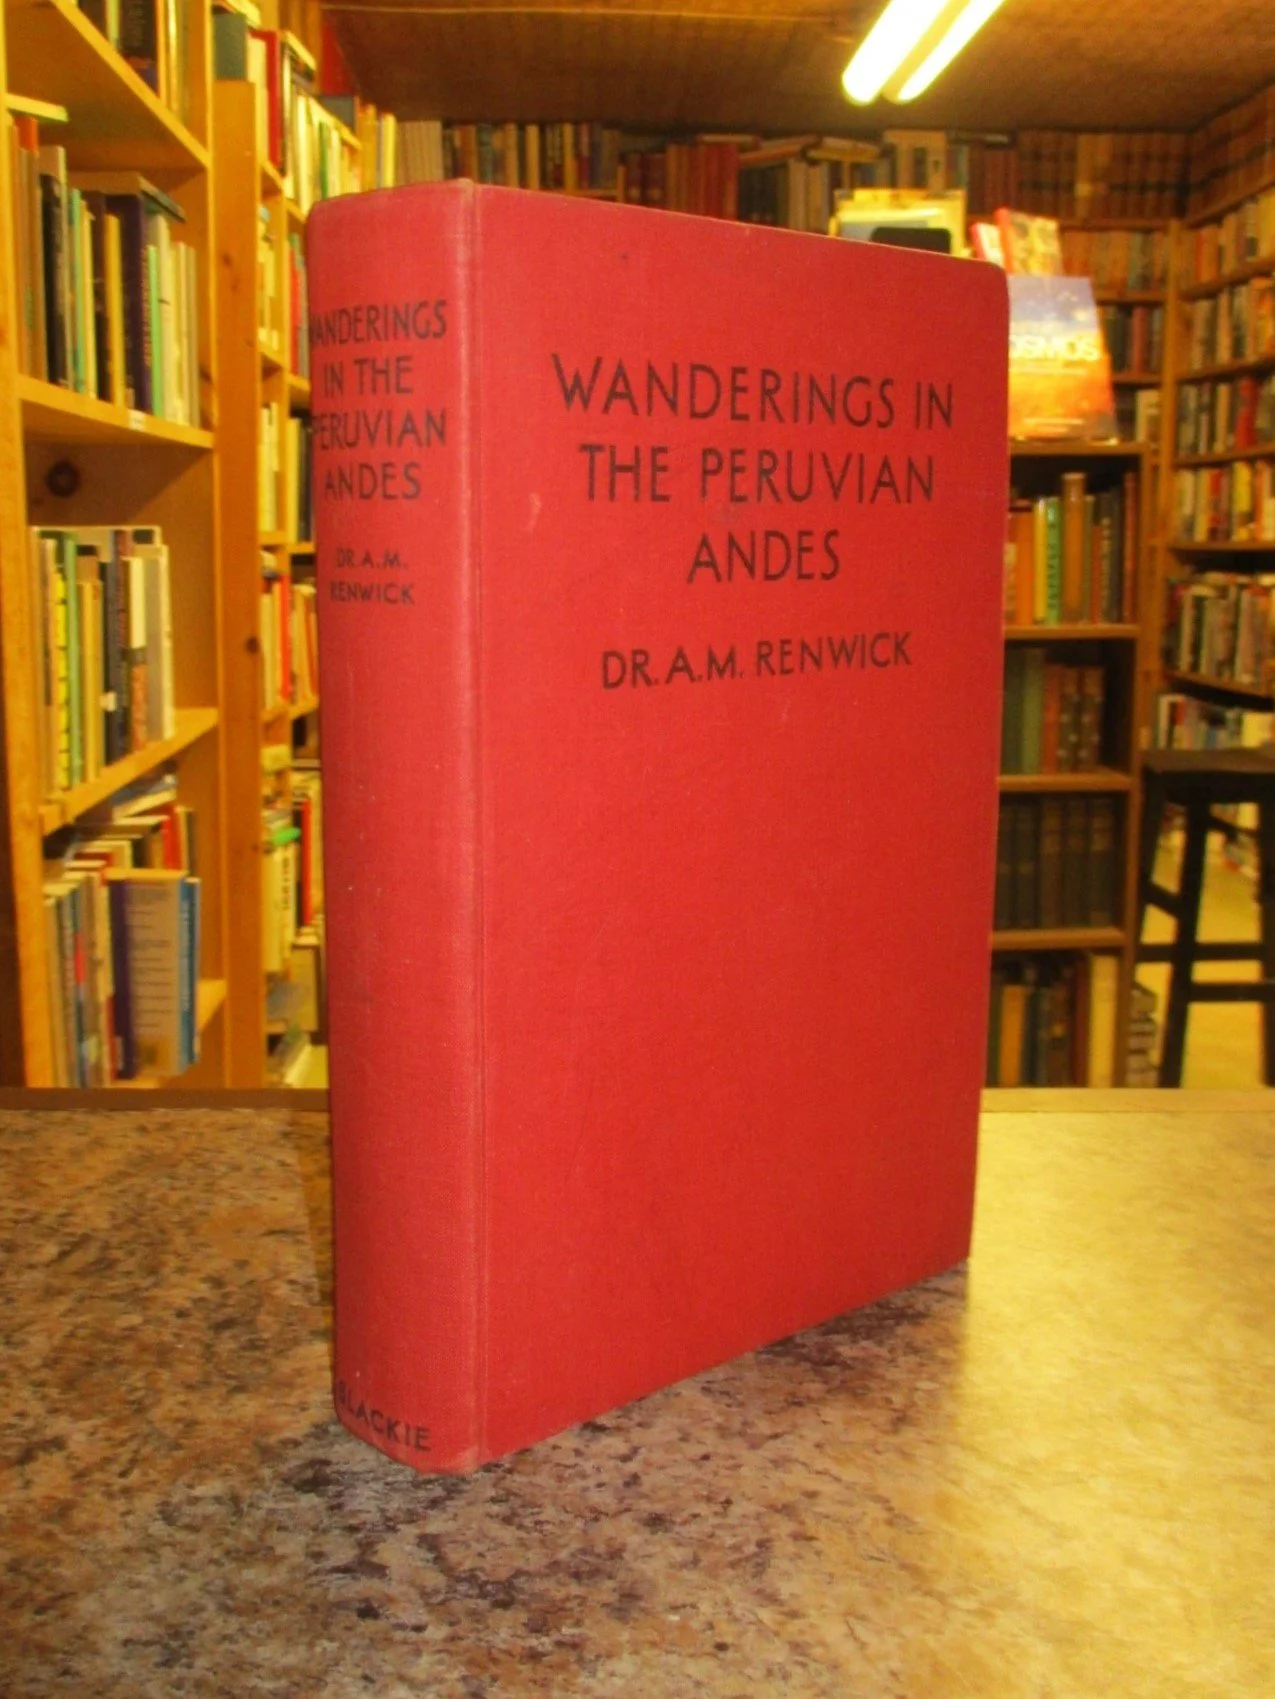 WANDERINGS
IN THE
PERUVIAN
ANDES
DR. A. M.
RENWICK
BLACKIE
WANDERINGS IN
THE PERUVIAN
ANDES
DR. A. M. RENWICK